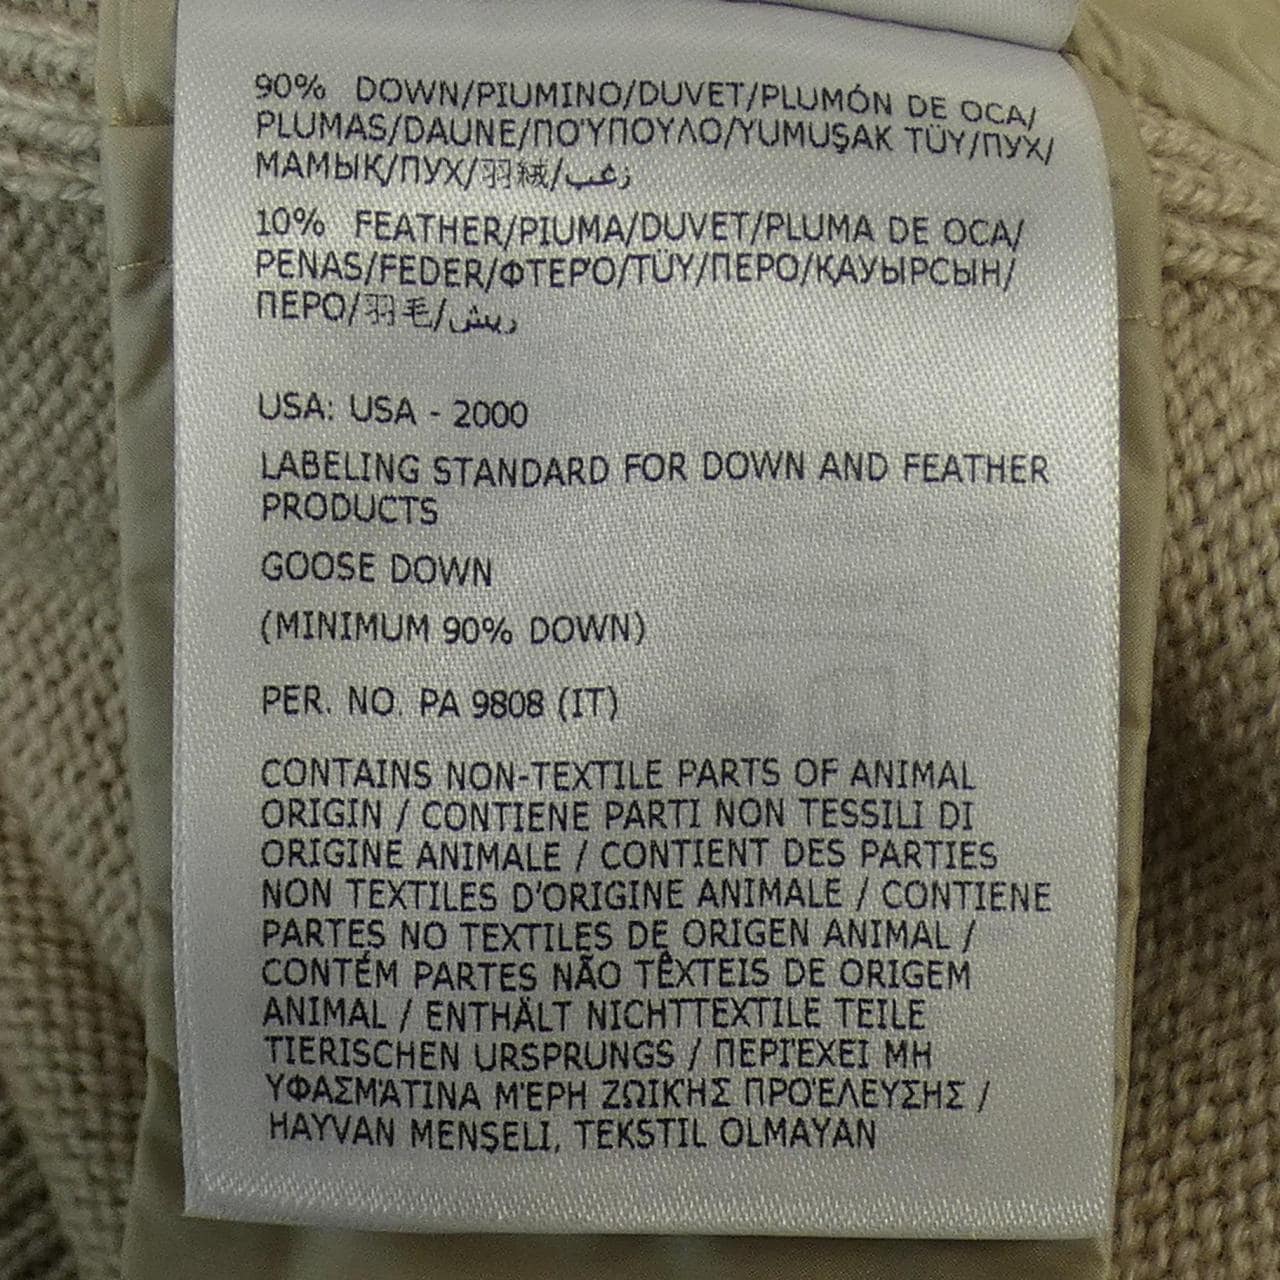 90% DOWN/PIUMINO/DUVET/PLUMÓN DE OCA/
PLUMAS/DAUNE/ΠΟΎΠΟΥΛΟ/YUMUŞAK TÜY/ПУХ/
МАМЫҚ/ПУХ/羽絨/زغب
10% FEATHER/PIUMA/DUVET/PLUMA DE OCA/
PENAS/FEDER/ΦΤΕΡΌ/TÜY/ПЕРО/ҚАУЫРСЫН/
ПЕРО/羽毛/ريش
USA: USA - 2000
LABELING STANDARD FOR DOWN AND FEATHER
PRODUCTS
GOOSE DOWN
(MINIMUM 90% DOWN)
PER. NO. PA 9808 (IT)
CONTAINS NON-TEXTILE PARTS OF ANIMAL
ORIGIN / CONTIENE PARTI NON TESSILI DI
ORIGINE ANIMALE / CONTIENT DES PARTIES
NON TEXTILES D'ORIGINE ANIMALE / CONTIENE
PARTES NO TEXTILES DE ORIGEN ANIMAL /
CONTÉM PARTES NÃO TÊXTEIS DE ORIGEM
ANIMAL / ENTHÄLT NICHTTEXTILE TEILE
TIERISCHEN URSPRUNGS / ΠΕΡΙΈΧΕΙ ΜΗ
ΥΦΑΣΜΆΤΙΝΑ ΜΈΡΗ ΖΩΙΚΉΣ ΠΡΟΈΛΕΥΣΗΣ /
HAYVAN MENŞELI, TEKSTIL OLMAYAN